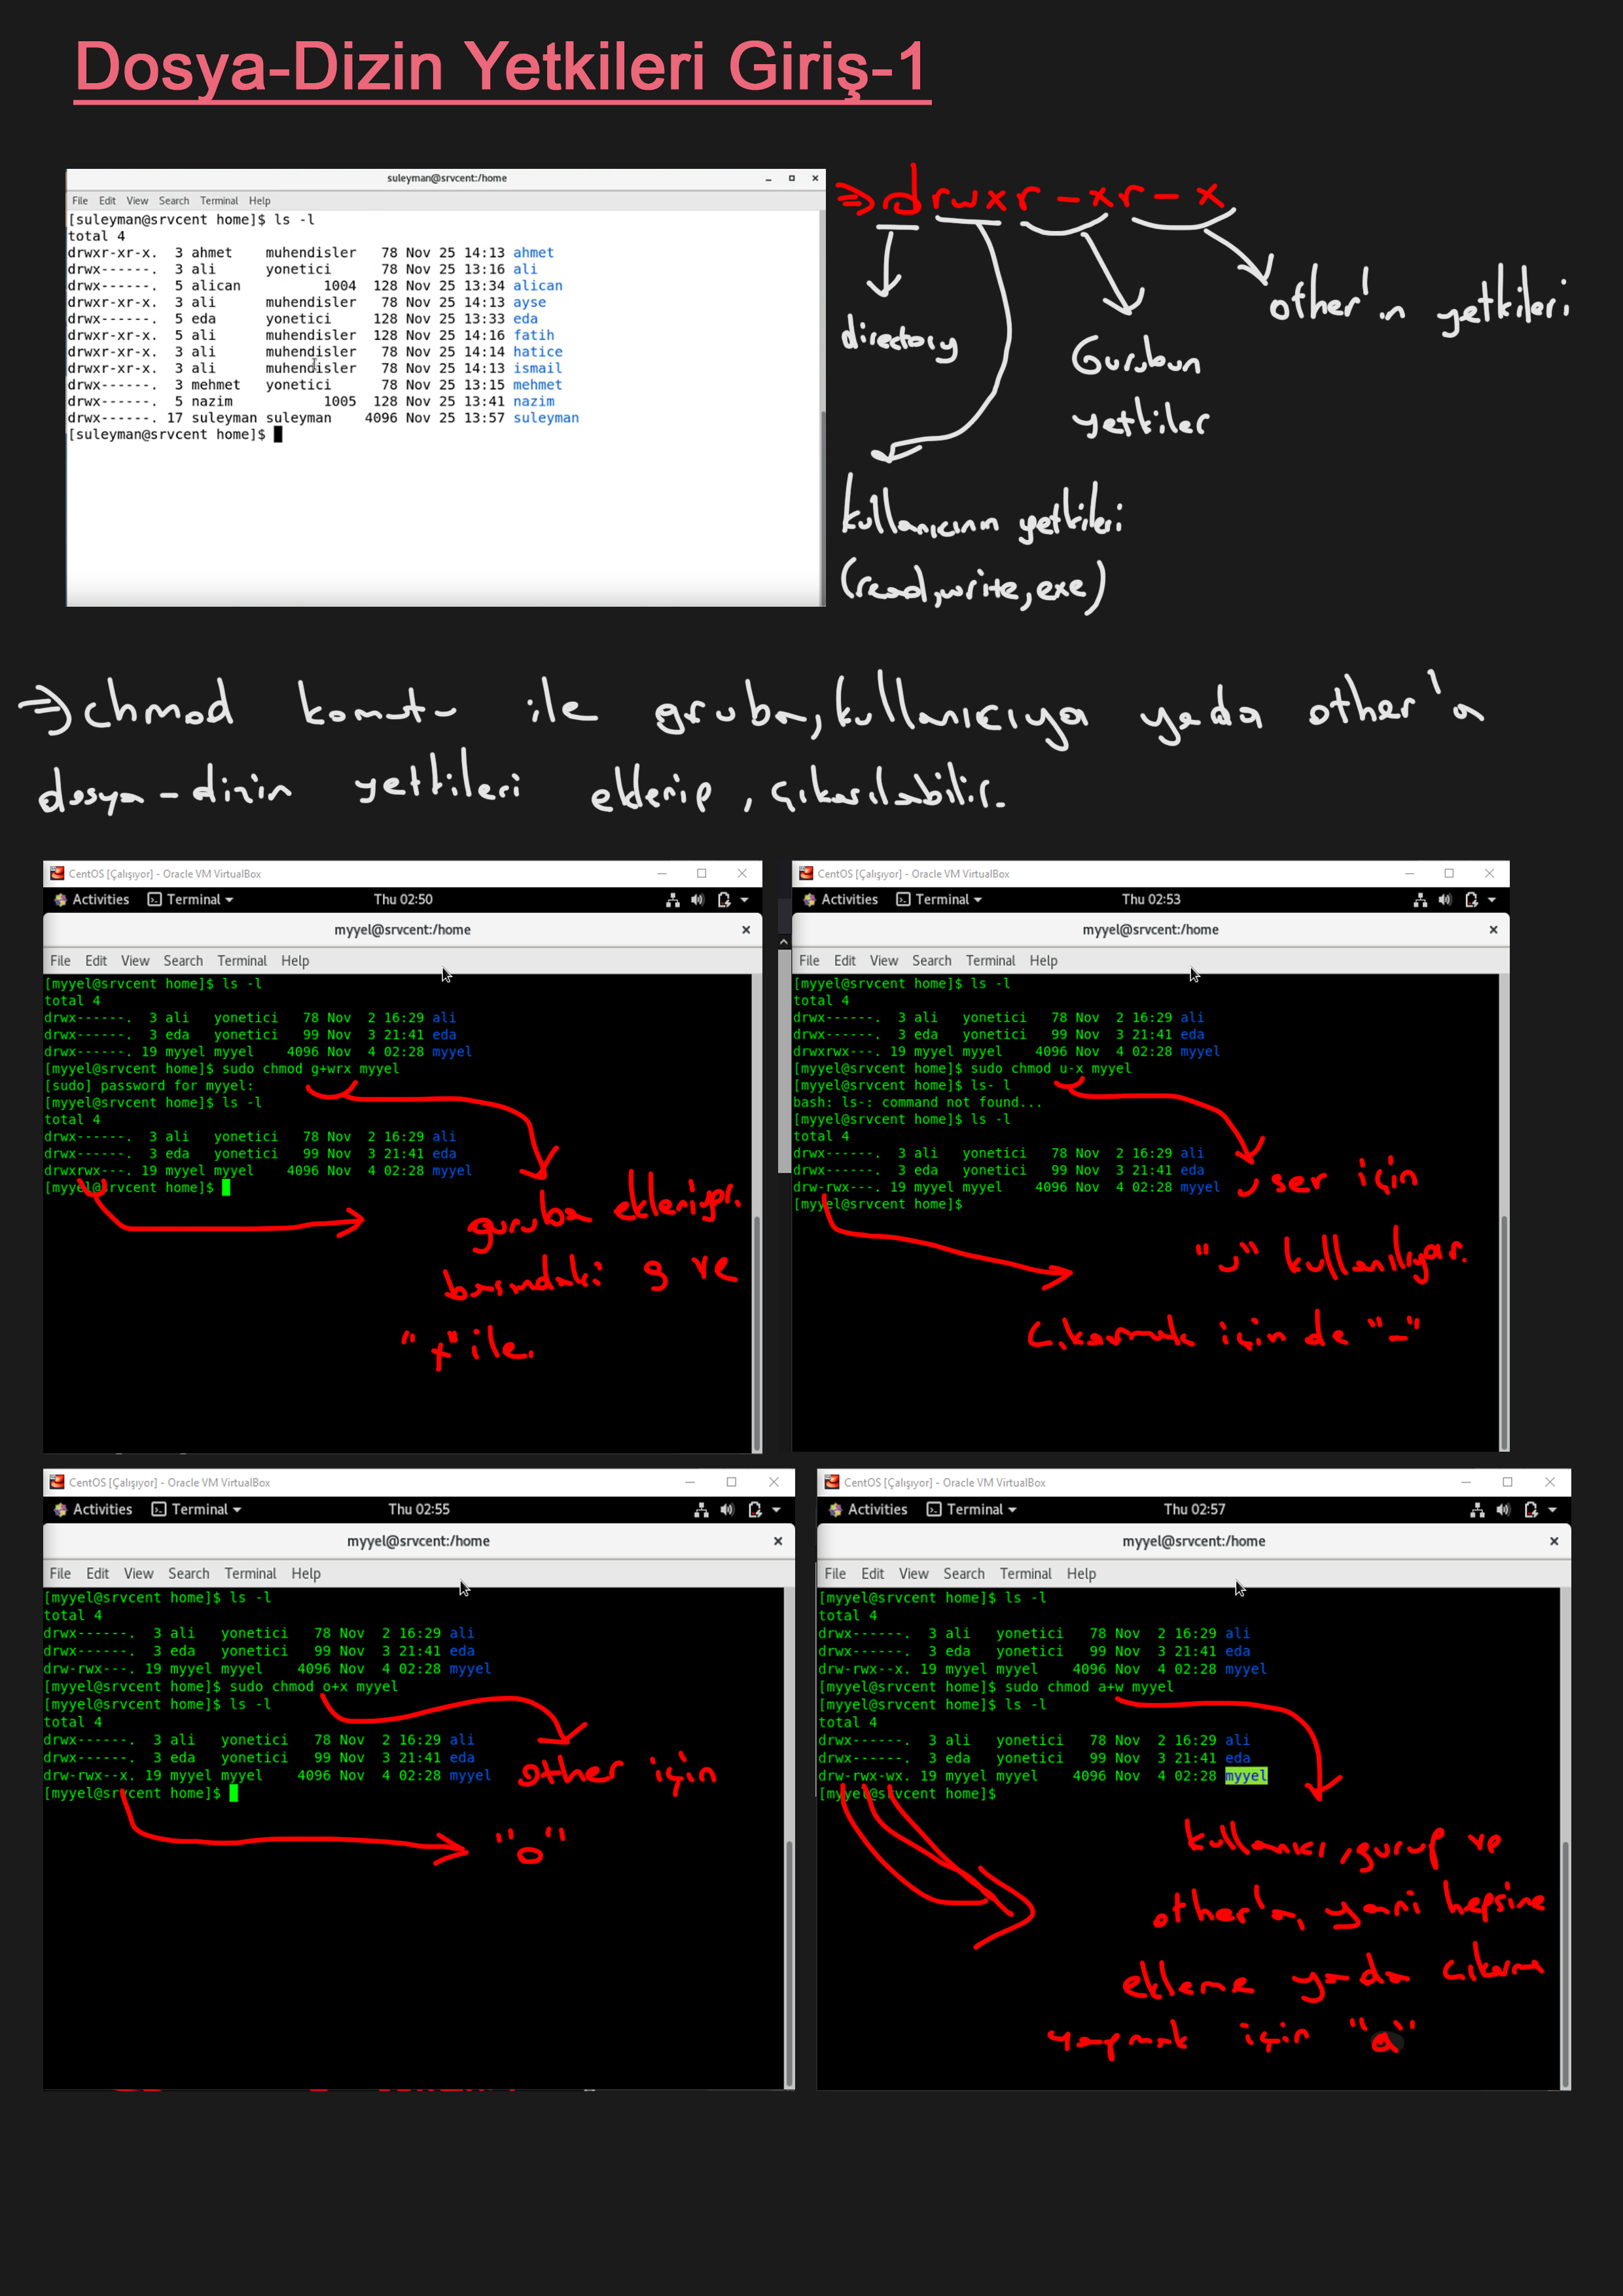 Dosya-Dizin Yetkileri Giriş-1
suleyman@srvcent:/home
File Edit View Search Terminal Help
[suleyman@srvcent home]$ ls -l
total 4
drwxr-xr-x. 3 ahmet muhendisler 78 Nov 25 14:13 ahmet
drwx------. 3 ali yonetici 78 Nov 25 13:16 ali
drwx------. 5 alican 1004 128 Nov 25 13:34 alican
drwxr-xr-x. 3 ali muhendisler 78 Nov 25 14:13 ayse
drwx------. 5 eda yonetici 128 Nov 25 13:33 eda
drwxr-xr-x. 5 ali muhendisler 128 Nov 25 14:16 fatih
drwxr-xr-x. 3 ali muhendisler 78 Nov 25 14:14 hatice
drwxr-xr-x. 3 ali muhendisler 78 Nov 25 14:13 ismail
drwx------. 3 mehmet yonetici 78 Nov 25 13:15 mehmet
drwx------. 5 nazim 1005 128 Nov 25 13:41 nazim
drwx------. 17 suleyman suleyman 4096 Nov 25 13:57 suleyman
[suleyman@srvcent home]$
⇒ drwxr-xr-x
directory
Gurubun
yetkiler
other'ın yetkileri
kullanıcının yetkileri
(read,write,exe)
⇒ chmod komutu ile gruba,kullanıcıya yada other'a
dosya-dizin yetkileri eklenip, çıkarılabilir.
CentOS [Çalışıyor] - Oracle VM VirtualBox
Activities Terminal Thu 02:50
myyel@srvcent:/home
File Edit View Search Terminal Help
[myyel@srvcent home]$ ls -l
total 4
drwx------. 3 ali yonetici 78 Nov 2 16:29 ali
drwx------. 3 eda yonetici 99 Nov 3 21:41 eda
drwx------. 19 myyel myyel 4096 Nov 4 02:28 myyel
[myyel@srvcent home]$ sudo chmod g+wrx myyel
[sudo] password for myyel:
[myyel@srvcent home]$ ls -l
total 4
drwx------. 3 ali yonetici 78 Nov 2 16:29 ali
drwx------. 3 eda yonetici 99 Nov 3 21:41 eda
drwxrwx---. 19 myyel myyel 4096 Nov 4 02:28 myyel
[myyel@srvcent home]$
guruba ekleniyor.
basındaki g ve
"+" ile.
CentOS [Çalışıyor] - Oracle VM VirtualBox
Activities Terminal Thu 02:53
myyel@srvcent:/home
File Edit View Search Terminal Help
[myyel@srvcent home]$ ls -l
total 4
drwx------. 3 ali yonetici 78 Nov 2 16:29 ali
drwx------. 3 eda yonetici 99 Nov 3 21:41 eda
drwxrwx---. 19 myyel myyel 4096 Nov 4 02:28 myyel
[myyel@srvcent home]$ sudo chmod u-x myyel
[myyel@srvcent home]$ ls- l
bash: ls-: command not found...
[myyel@srvcent home]$ ls -l
total 4
drwx------. 3 ali yonetici 78 Nov 2 16:29 ali
drwx------. 3 eda yonetici 99 Nov 3 21:41 eda
drw-rwx---. 19 myyel myyel 4096 Nov 4 02:28 myyel
[myyel@srvcent home]$
user için
"u" kullanılıyor.
Çıkarmak için de "-"
CentOS [Çalışıyor] - Oracle VM VirtualBox
Activities Terminal Thu 02:55
myyel@srvcent:/home
File Edit View Search Terminal Help
[myyel@srvcent home]$ ls -l
total 4
drwx------. 3 ali yonetici 78 Nov 2 16:29 ali
drwx------. 3 eda yonetici 99 Nov 3 21:41 eda
drw-rwx---. 19 myyel myyel 4096 Nov 4 02:28 myyel
[myyel@srvcent home]$ sudo chmod o+x myyel
[myyel@srvcent home]$ ls -l
total 4
drwx------. 3 ali yonetici 78 Nov 2 16:29 ali
drwx------. 3 eda yonetici 99 Nov 3 21:41 eda
drw-rwx--x. 19 myyel myyel 4096 Nov 4 02:28 myyel
[myyel@srvcent home]$
other için
"o"
CentOS [Çalışıyor] - Oracle VM VirtualBox
Activities Terminal Thu 02:57
myyel@srvcent:/home
File Edit View Search Terminal Help
[myyel@srvcent home]$ ls -l
total 4
drwx------. 3 ali yonetici 78 Nov 2 16:29 ali
drwx------. 3 eda yonetici 99 Nov 3 21:41 eda
drw-rwx--x. 19 myyel myyel 4096 Nov 4 02:28 myyel
[myyel@srvcent home]$ sudo chmod a+w myyel
[myyel@srvcent home]$ ls -l
total 4
drwx------. 3 ali yonetici 78 Nov 2 16:29 ali
drwx------. 3 eda yonetici 99 Nov 3 21:41 eda
drw-rwx-wx. 19 myyel myyel 4096 Nov 4 02:28 myyel
[myyel@srvcent home]$
kullanıcı,gurup ve
other'a, yani hepsine
ekleme yada çıkarma
yapmak için "a"